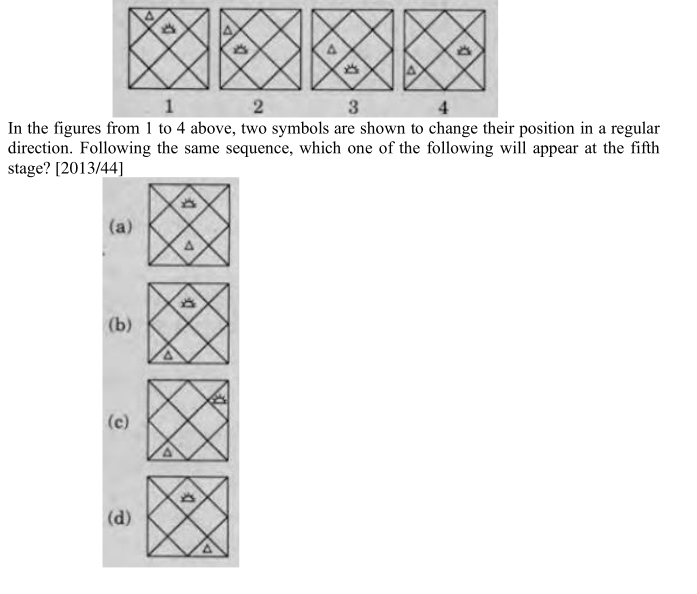 1 2 3 4
In the figures from 1 to 4 above, two symbols are shown to change their position in a regular
direction. Following the same sequence, which one of the following will appear at the fifth
stage? [2013/44]
(a)
(b)
(c)
(d)